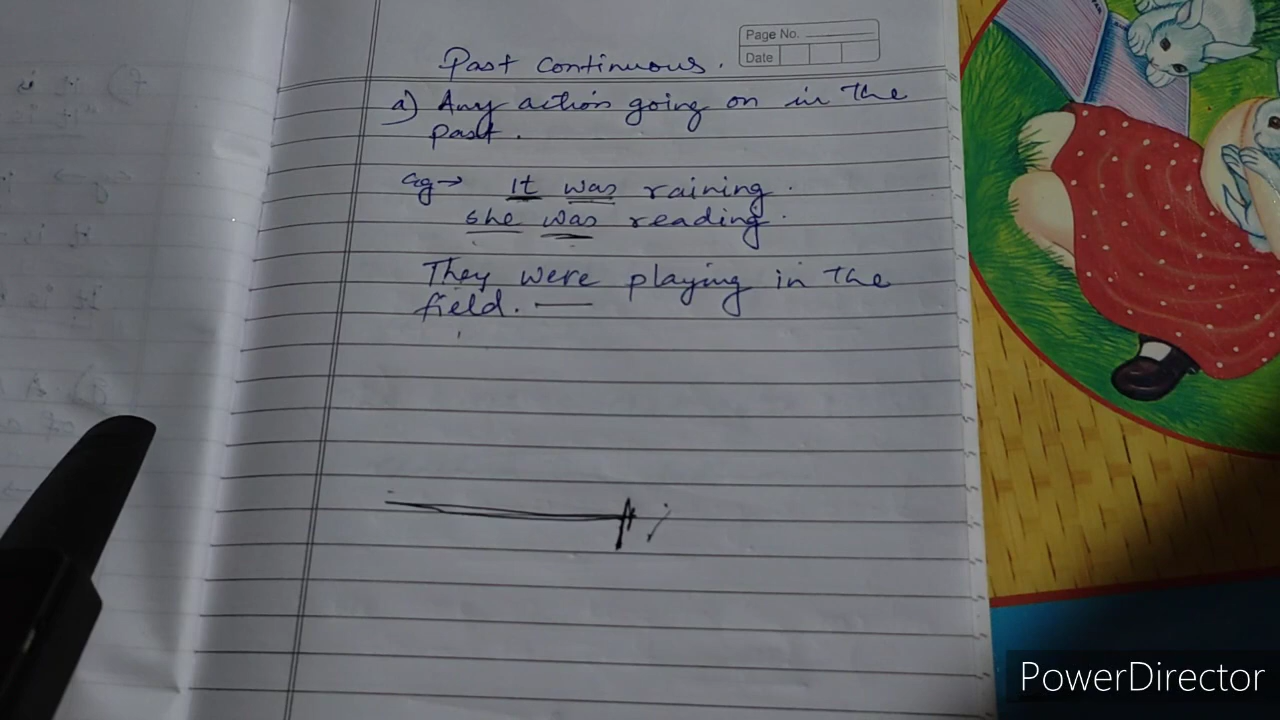 Page No.
Date
Past Continuous.
a) Any action going on in the
past.
eg→ It was raining.
she was reading.
They were playing in the
field.
PowerDirector